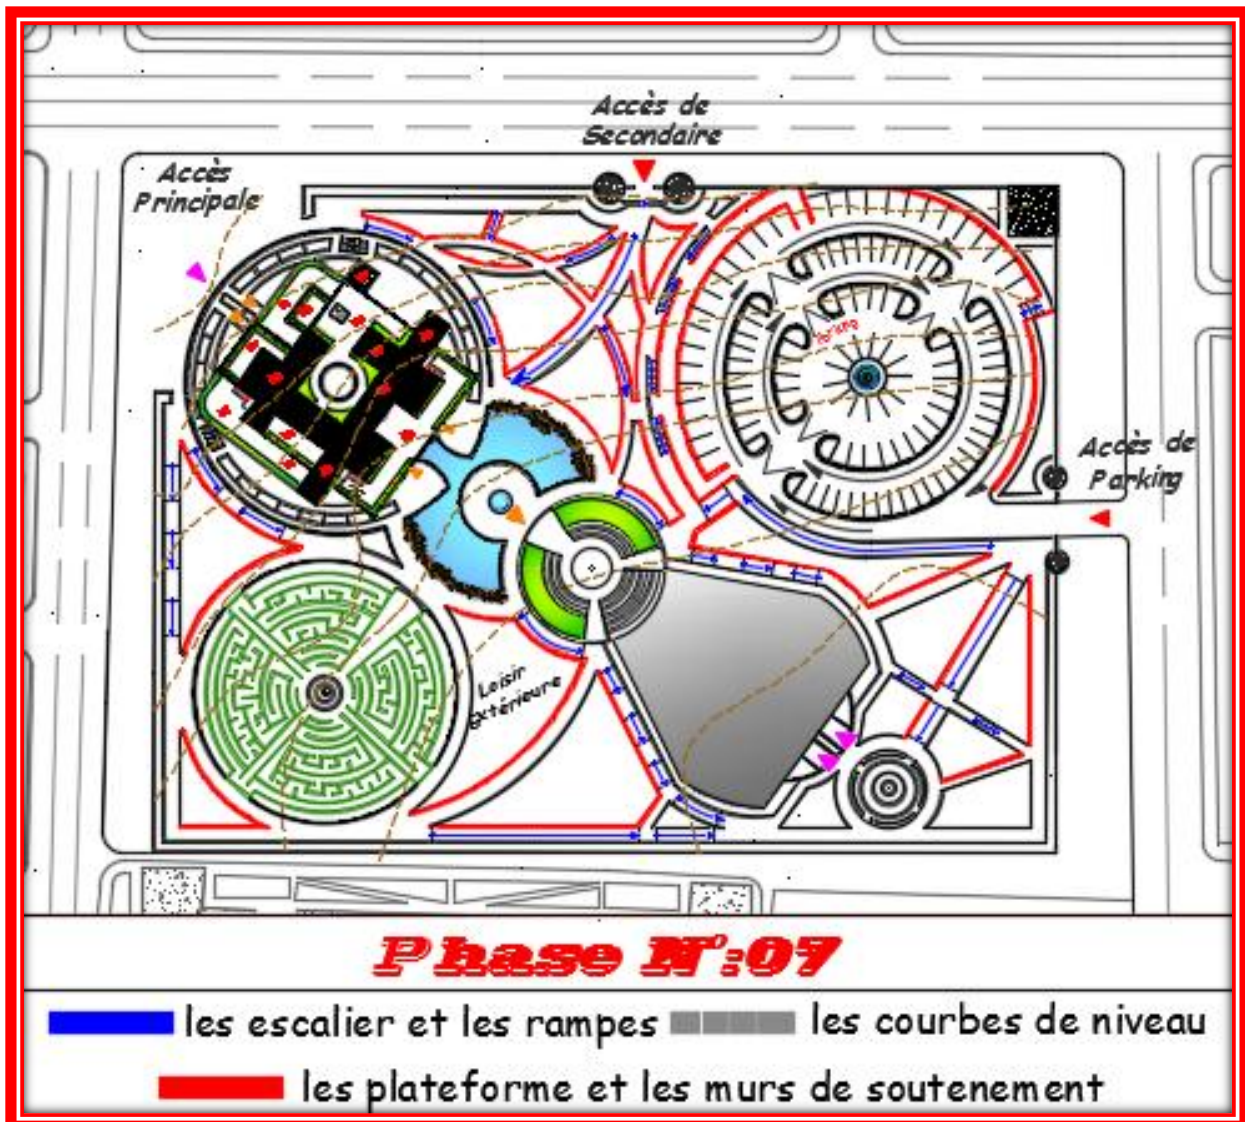 Accès de
Secondaire
Accès
Principale
Parking
Accès de
Parking
Loisir
extérieure
Phase N°:07
les escalier et les rampes
les courbes de niveau
les plateforme et les murs de soutenement